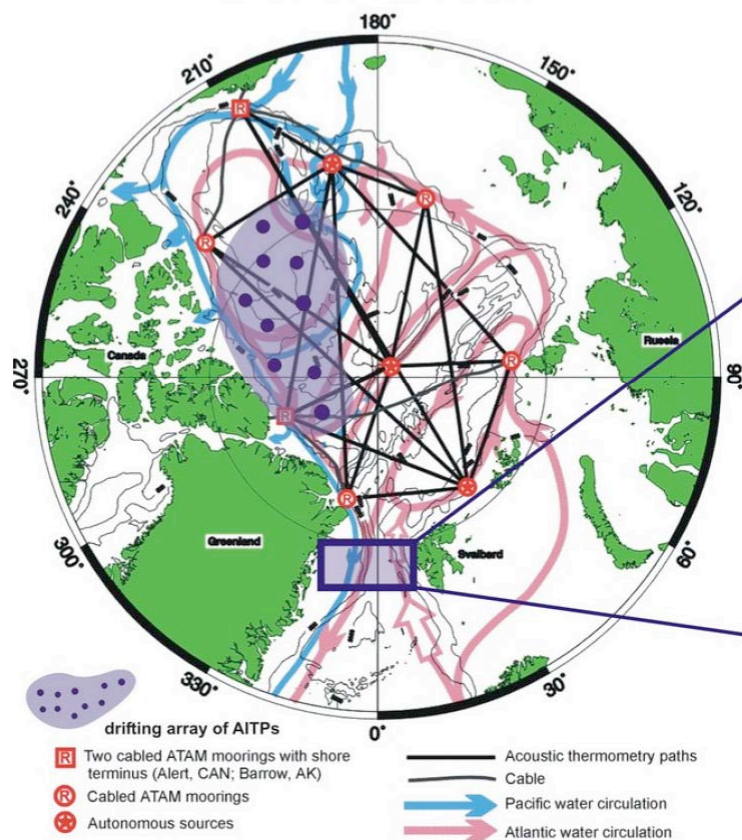 180°
210°
150°
240°
120°
R
R
R
Canada
Russia
270°
90°
R
R
R
Greenland
Svalbard
300°
60°
330°
30°
0°
drifting array of AITPs
R Two cabled ATAM moorings with shore
terminus (Alert, CAN; Barrow, AK)
R Cabled ATAM moorings
Autonomous sources
Acoustic thermometry paths
Cable
Pacific water circulation
Atlantic water circulation